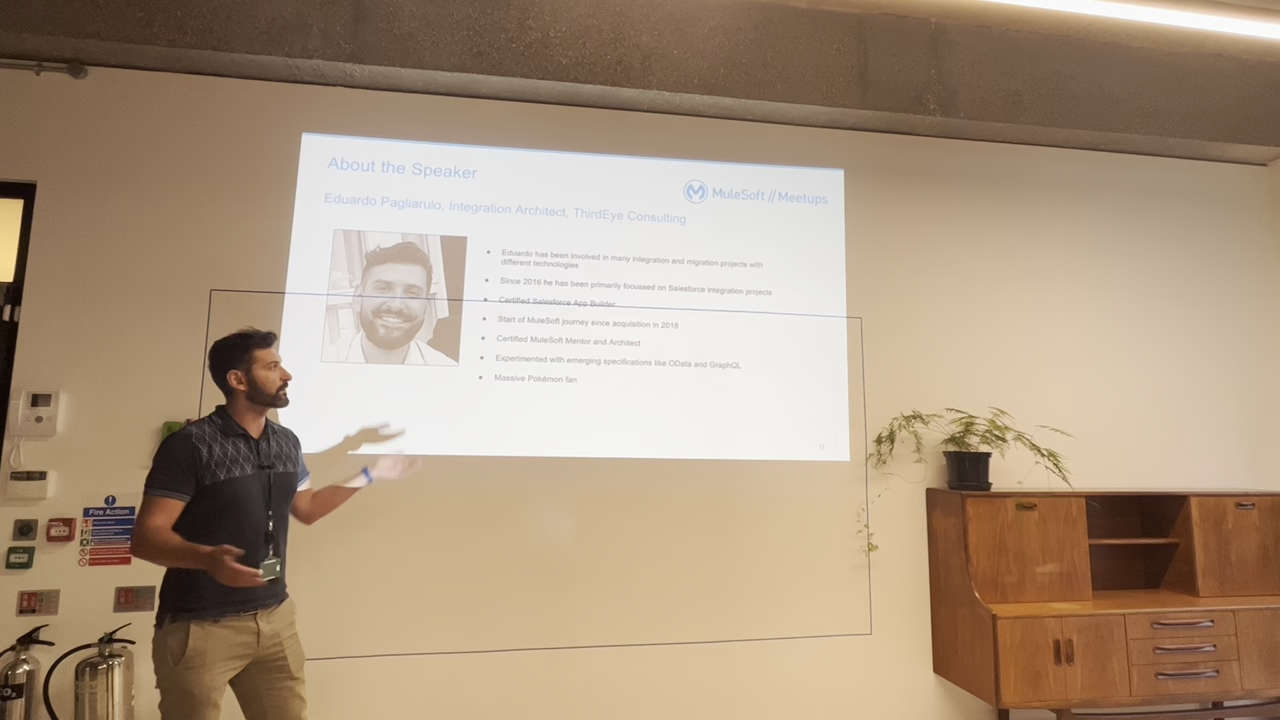 About the Speaker
MuleSoft // Meetups
Eduardo Pagliarulo, Integration Architect, ThirdEye Consulting
Eduardo has been involved in many integration and migration projects with
different technologies
Since 2016 he has been primarily focussed on Salesforce integration projects
Certified Salesforce App Builder
Start of MuleSoft journey since acquisition in 2018
Certified MuleSoft Mentor and Architect
Experimented with emerging specifications like OData and GraphQL
Massive Pokémon fan
Fire Action